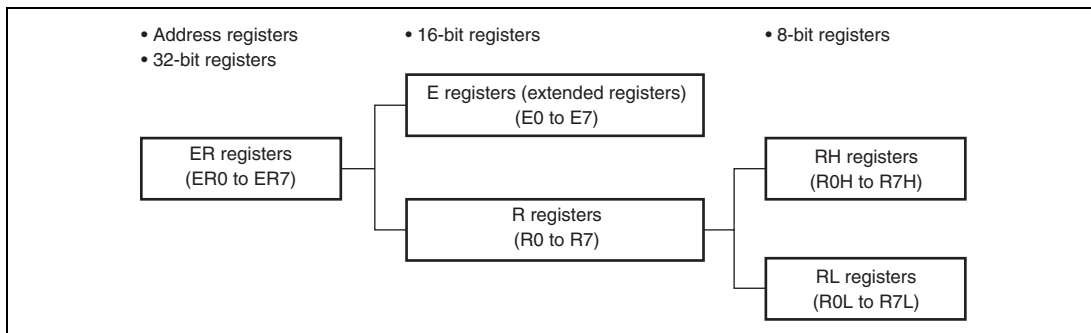 • Address registers
• 32-bit registers
• 16-bit registers
• 8-bit registers
E registers (extended registers)
(E0 to E7)
ER registers
(ER0 to ER7)
RH registers
(R0H to R7H)
R registers
(R0 to R7)
RL registers
(R0L to R7L)